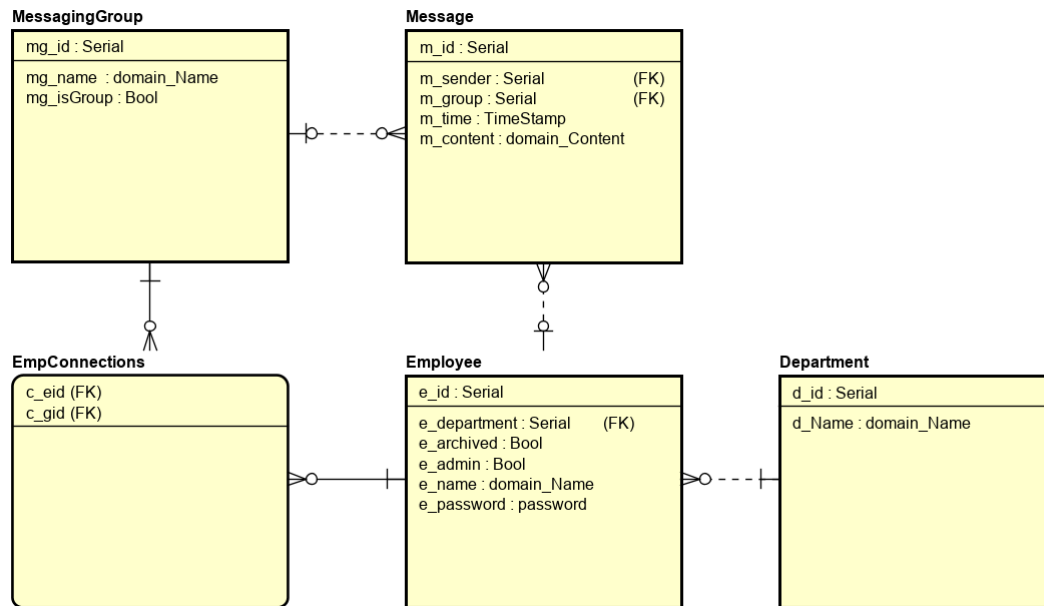 MessagingGroup
mg_id : Serial
mg_name : domain_Name
mg_isGroup : Bool
Message
m_id : Serial
m_sender : Serial (FK)
m_group : Serial (FK)
m_time : TimeStamp
m_content : domain_Content
EmpConnections
c_eid (FK)
c_gid (FK)
Employee
e_id : Serial
e_department : Serial (FK)
e_archived : Bool
e_admin : Bool
e_name : domain_Name
e_password : password
Department
d_id : Serial
d_Name : domain_Name